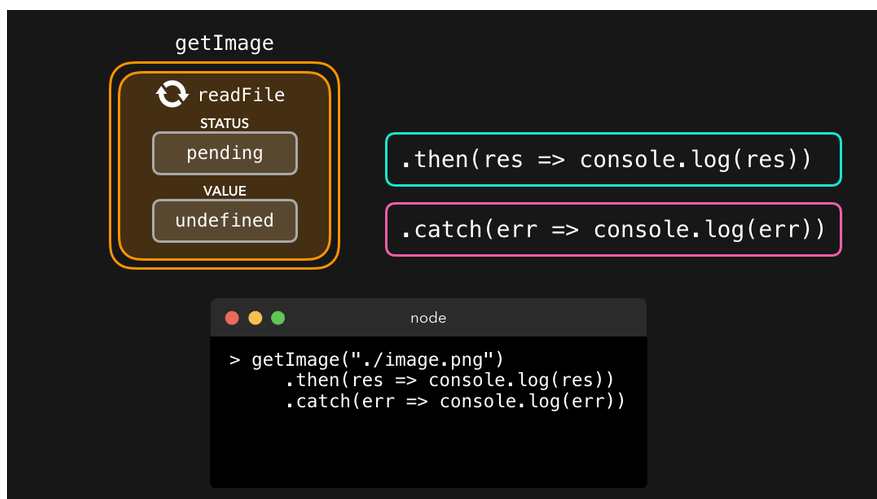 getImage
readFile
STATUS
pending
VALUE
undefined
.then(res => console.log(res))
.catch(err => console.log(err))
node
> getImage("./image.png")
.then(res => console.log(res))
.catch(err => console.log(err))